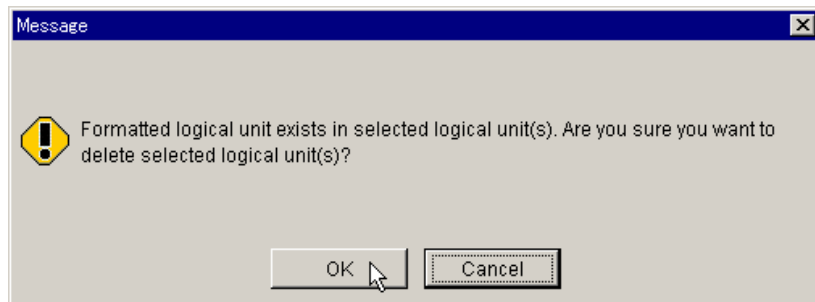 Message
Formatted logical unit exists in selected logical unit(s). Are you sure you want to
delete selected logical unit(s)?
OK
Cancel